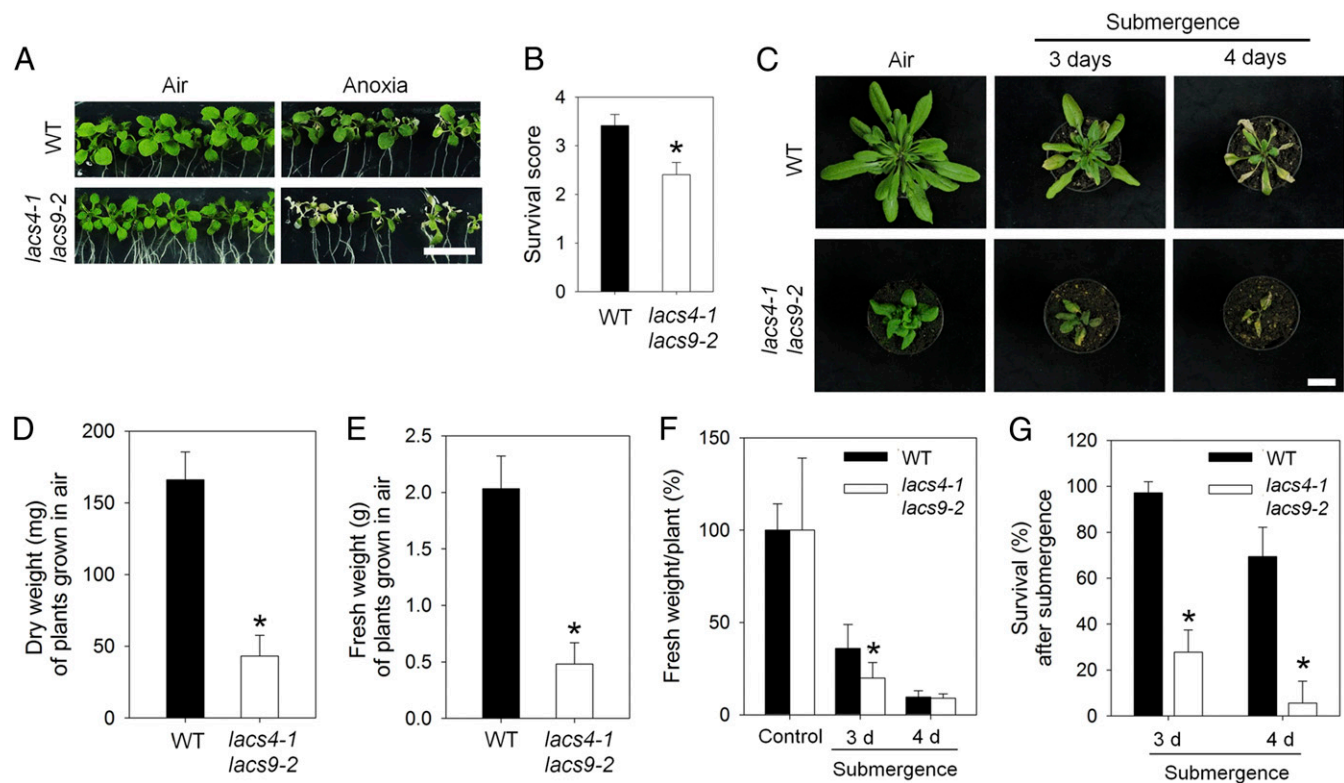 A
Air
Anoxia
WT
lacs4-1
lacs9-2
B
Survival score
4
3
2
1
0
*
WT
lacs4-1
lacs9-2
C
Submergence
Air
3 days
4 days
WT
lacs4-1
lacs9-2
D
Dry weight (mg)
of plants grown in air
200
150
100
50
0
*
WT
lacs4-1
lacs9-2
E
Fresh weight (g)
of plants grown in air
2.5
2.0
1.5
1.0
0.5
0.0
*
WT
lacs4-1
lacs9-2
F
Fresh weight/plant (%)
150
100
50
0
WT
lacs4-1
lacs9-2
*
Control
3 d
4 d
Submergence
G
Survival (%)
after submergence
120
100
80
60
40
20
0
WT
lacs4-1
lacs9-2
*
*
3 d
4 d
Submergence